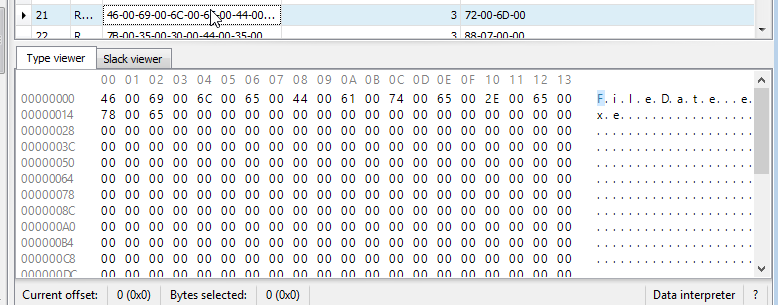 21 R... 46-00-69-00-6C-00-65-00-44-00... 3 72-00-6D-00
22 R... 7B-00-35-00-30-00-44-00-35-00... 3 88-07-00-00
Type viewer Slack viewer
00 01 02 03 04 05 06 07 08 09 0A 0B 0C 0D 0E 0F 10 11 12 13
00000000 46 00 69 00 6C 00 65 00 44 00 61 00 74 00 65 00 2E 00 65 00 F.i.l.e.D.a.t.e...e.
00000014 78 00 65 00 00 00 00 00 00 00 00 00 00 00 00 00 00 00 00 00 x.e.................
00000028 00 00 00 00 00 00 00 00 00 00 00 00 00 00 00 00 00 00 00 00 ....................
0000003C 00 00 00 00 00 00 00 00 00 00 00 00 00 00 00 00 00 00 00 00 ....................
00000050 00 00 00 00 00 00 00 00 00 00 00 00 00 00 00 00 00 00 00 00 ....................
00000064 00 00 00 00 00 00 00 00 00 00 00 00 00 00 00 00 00 00 00 00 ....................
00000078 00 00 00 00 00 00 00 00 00 00 00 00 00 00 00 00 00 00 00 00 ....................
0000008C 00 00 00 00 00 00 00 00 00 00 00 00 00 00 00 00 00 00 00 00 ....................
000000A0 00 00 00 00 00 00 00 00 00 00 00 00 00 00 00 00 00 00 00 00 ....................
000000B4 00 00 00 00 00 00 00 00 00 00 00 00 00 00 00 00 00 00 00 00 ....................
000000C8 00 00 00 00 00 00 00 00 00 00 00 00 00 00 00 00 00 00 00 00 ....................
000000DC 00 00 00 00 00 00 00 00 00 00 00 00 00 00 00 00 00 00 00 00 ....................
Current offset: 0 (0x0) Bytes selected: 0 (0x0) Data interpreter ?